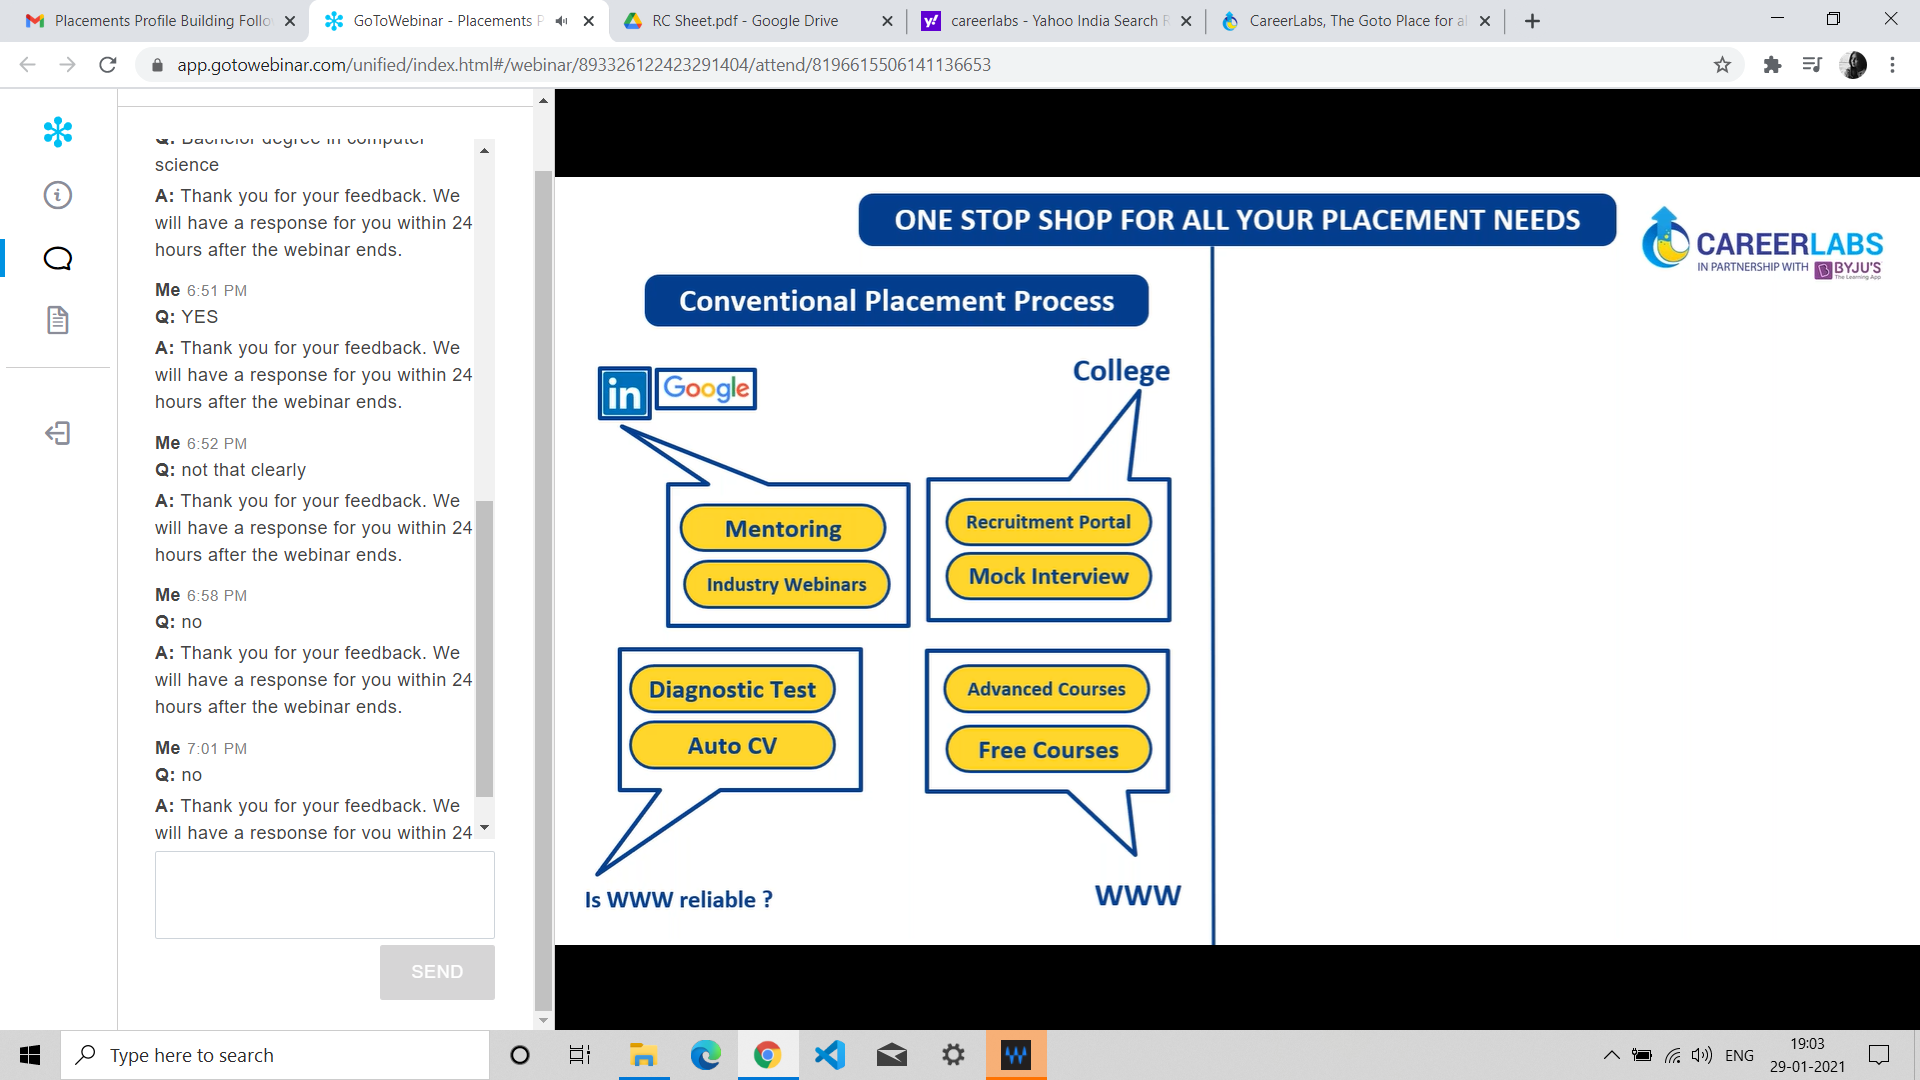 Placements Profile Building Follo
GoToWebinar - Placements P
RC Sheet.pdf - Google Drive
careerlabs - Yahoo India Search R
CareerLabs, The Goto Place for al
app.gotowebinar.com/unified/index.html#/webinar/893326122423291404/attend/8196615506141136653
Q: Bachelor degree in computer
science
A: Thank you for your feedback. We
will have a response for you within 24
hours after the webinar ends.
Me 6:51 PM
Q: YES
A: Thank you for your feedback. We
will have a response for you within 24
hours after the webinar ends.
Me 6:52 PM
Q: not that clearly
A: Thank you for your feedback. We
will have a response for you within 24
hours after the webinar ends.
Me 6:58 PM
Q: no
A: Thank you for your feedback. We
will have a response for you within 24
hours after the webinar ends.
Me 7:01 PM
Q: no
A: Thank you for your feedback. We
will have a response for you within 24
SEND
ONE STOP SHOP FOR ALL YOUR PLACEMENT NEEDS
CAREERLABS
IN PARTNERSHIP WITH BYJU'S
The Learning App
Conventional Placement Process
in Google
College
Mentoring
Industry Webinars
Recruitment Portal
Mock Interview
Diagnostic Test
Auto CV
Advanced Courses
Free Courses
Is WWW reliable ?
WWW
Type here to search
ENG
19:03
29-01-2021